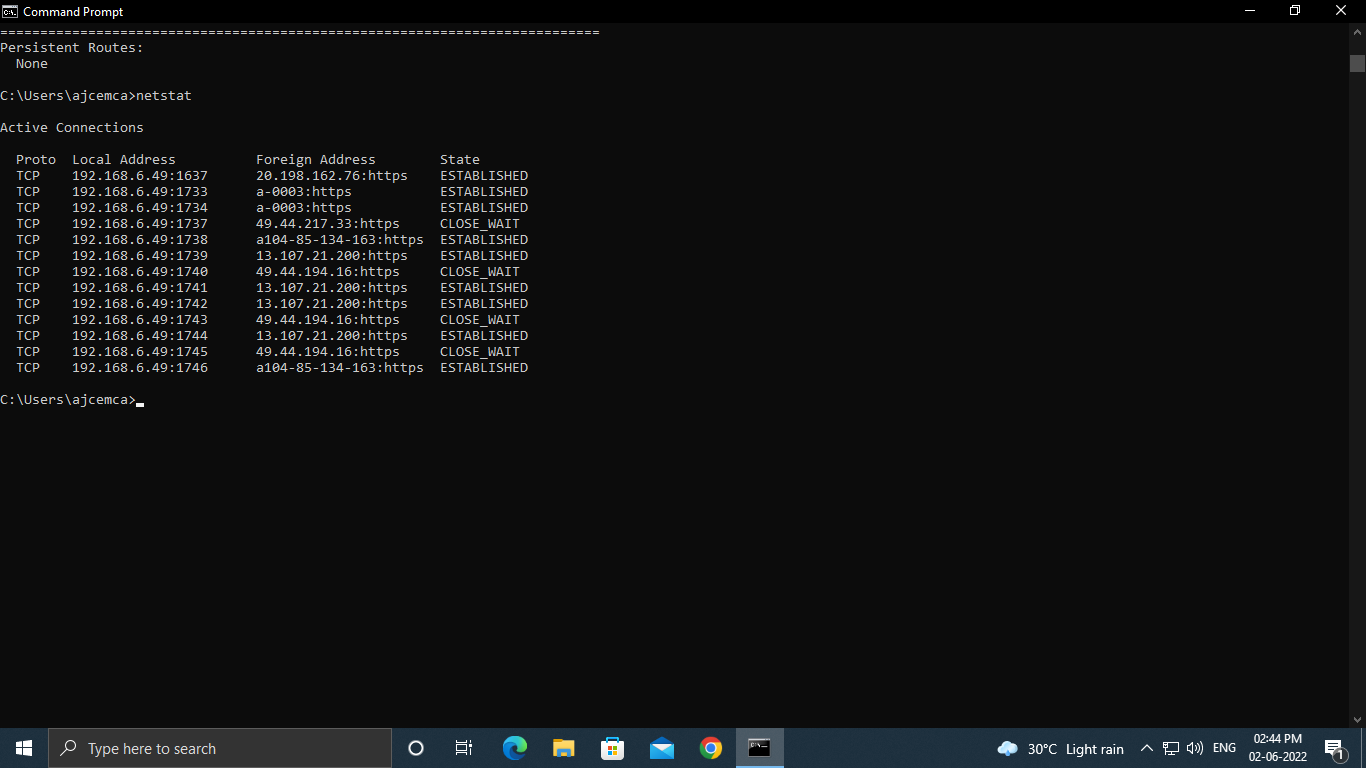 Command Prompt
===========================================================================
Persistent Routes:
  None
C:\Users\ajcemca>netstat
Active Connections
  Proto  Local Address          Foreign Address        State
  TCP    192.168.6.49:1637      20.198.162.76:https    ESTABLISHED
  TCP    192.168.6.49:1733      a-0003:https           ESTABLISHED
  TCP    192.168.6.49:1734      a-0003:https           ESTABLISHED
  TCP    192.168.6.49:1737      49.44.217.33:https     CLOSE_WAIT
  TCP    192.168.6.49:1738      a104-85-134-163:https  ESTABLISHED
  TCP    192.168.6.49:1739      13.107.21.200:https    ESTABLISHED
  TCP    192.168.6.49:1740      49.44.194.16:https     CLOSE_WAIT
  TCP    192.168.6.49:1741      13.107.21.200:https    ESTABLISHED
  TCP    192.168.6.49:1742      13.107.21.200:https    ESTABLISHED
  TCP    192.168.6.49:1743      49.44.194.16:https     CLOSE_WAIT
  TCP    192.168.6.49:1744      13.107.21.200:https    ESTABLISHED
  TCP    192.168.6.49:1745      49.44.194.16:https     CLOSE_WAIT
  TCP    192.168.6.49:1746      a104-85-134-163:https  ESTABLISHED
C:\Users\ajcemca>
Type here to search
30°C Light rain
ENG
02:44 PM
02-06-2022
1